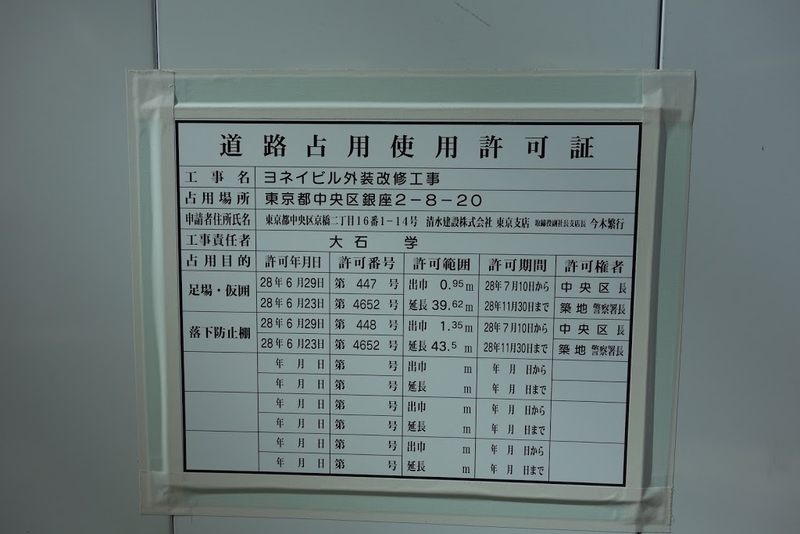 道路占用使用許可証
工事名 ヨネイビル外装改修工事
占用場所 東京都中央区銀座2-8-20
申請者住所氏名 東京都中央区京橋二丁目16番1-14号 清水建設株式会社 東京支店 取締役副社長支店長 今木繁行
工事責任者 大石 学
占用目的 許可年月日 許可番号 許可範囲 許可期間 許可権者
足場・仮囲 28年6月29日 第 447 号 出巾 0.95m 28年7月10日から 中央区長
28年6月23日 第 4652 号 延長 39.62m 28年11月30日まで 築地警察署長
落下防止棚 28年6月29日 第 448 号 出巾 1.35m 28年7月10日から 中央区長
28年6月23日 第 4652 号 延長 43.5m 28年11月30日まで 築地警察署長
年 月 日 第 号 出巾 m 年 月 日から
年 月 日 第 号 延長 m 年 月 日まで
年 月 日 第 号 出巾 m 年 月 日から
年 月 日 第 号 延長 m 年 月 日まで
年 月 日 第 号 出巾 m 年 月 日から
年 月 日 第 号 延長 m 年 月 日まで